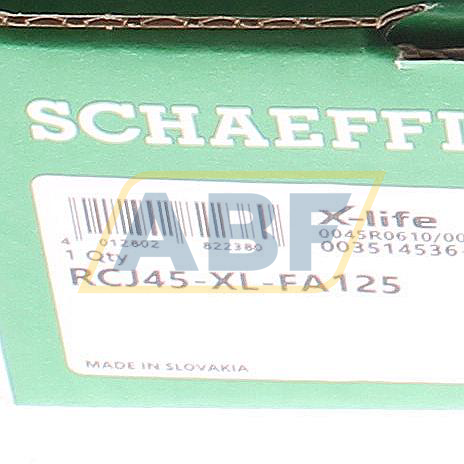 SCHAEFFL
X-life
0045R0610/00
003514536-
4 012802 822380
1 Qty
RCJ45-XL-FA125
MADE IN SLOVAKIA
ABF